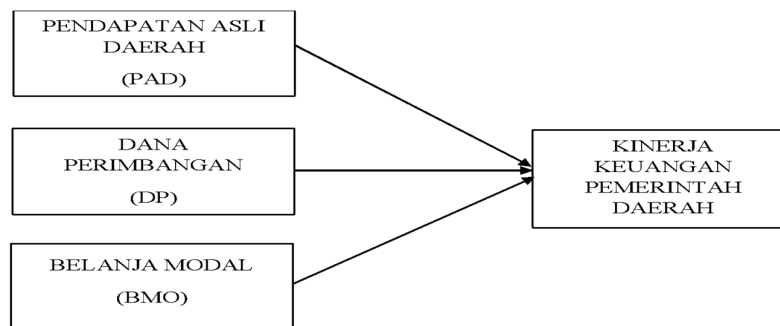 PENDAPATAN ASLI
DAERAH
(PAD)
DANA
PERIMBANGAN
(DP)
BELANJA MODAL
(BMO)
KINERJA
KEUANGAN
PEMERINTAH
DAERAH